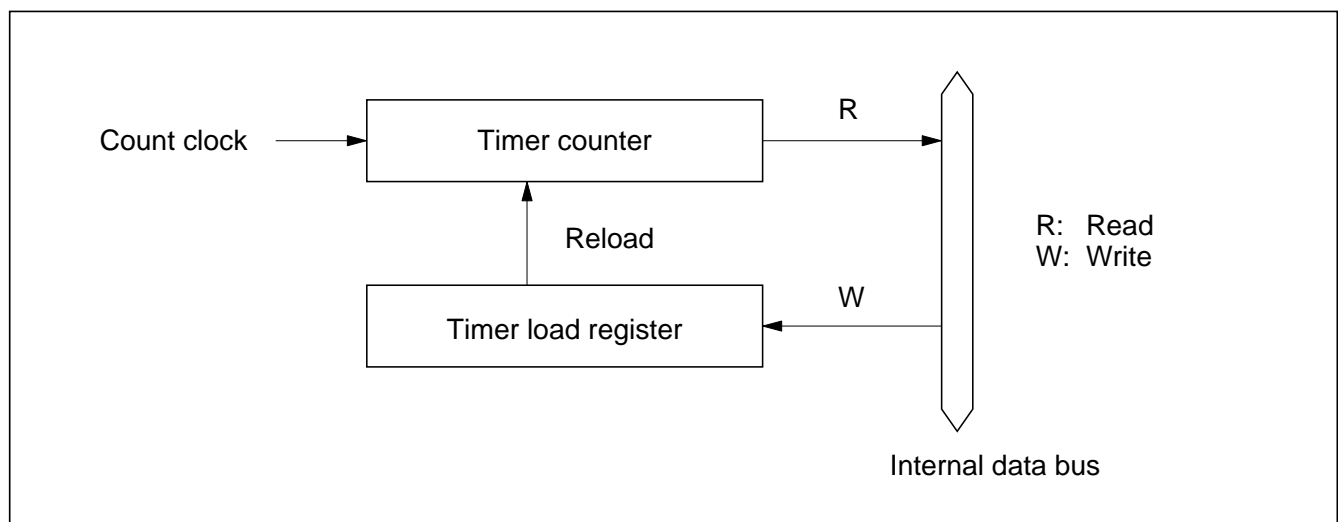 R
Count clock
Timer counter
Reload
R: Read
W: Write
W
Timer load register
Internal data bus